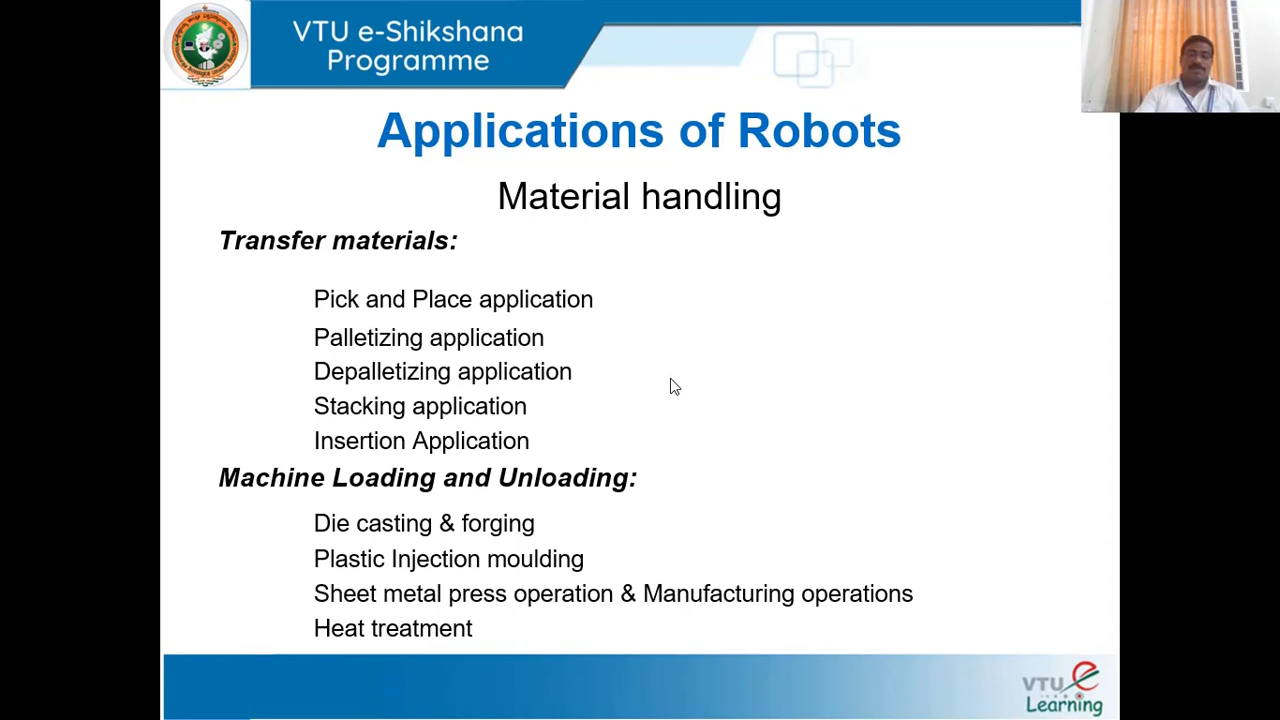 VTU e-Shikshana
Programme
Applications of Robots
Material handling
Transfer materials:
Pick and Place application
Palletizing application
Depalletizing application
Stacking application
Insertion Application
Machine Loading and Unloading:
Die casting & forging
Plastic Injection moulding
Sheet metal press operation & Manufacturing operations
Heat treatment
VTU e
Learning